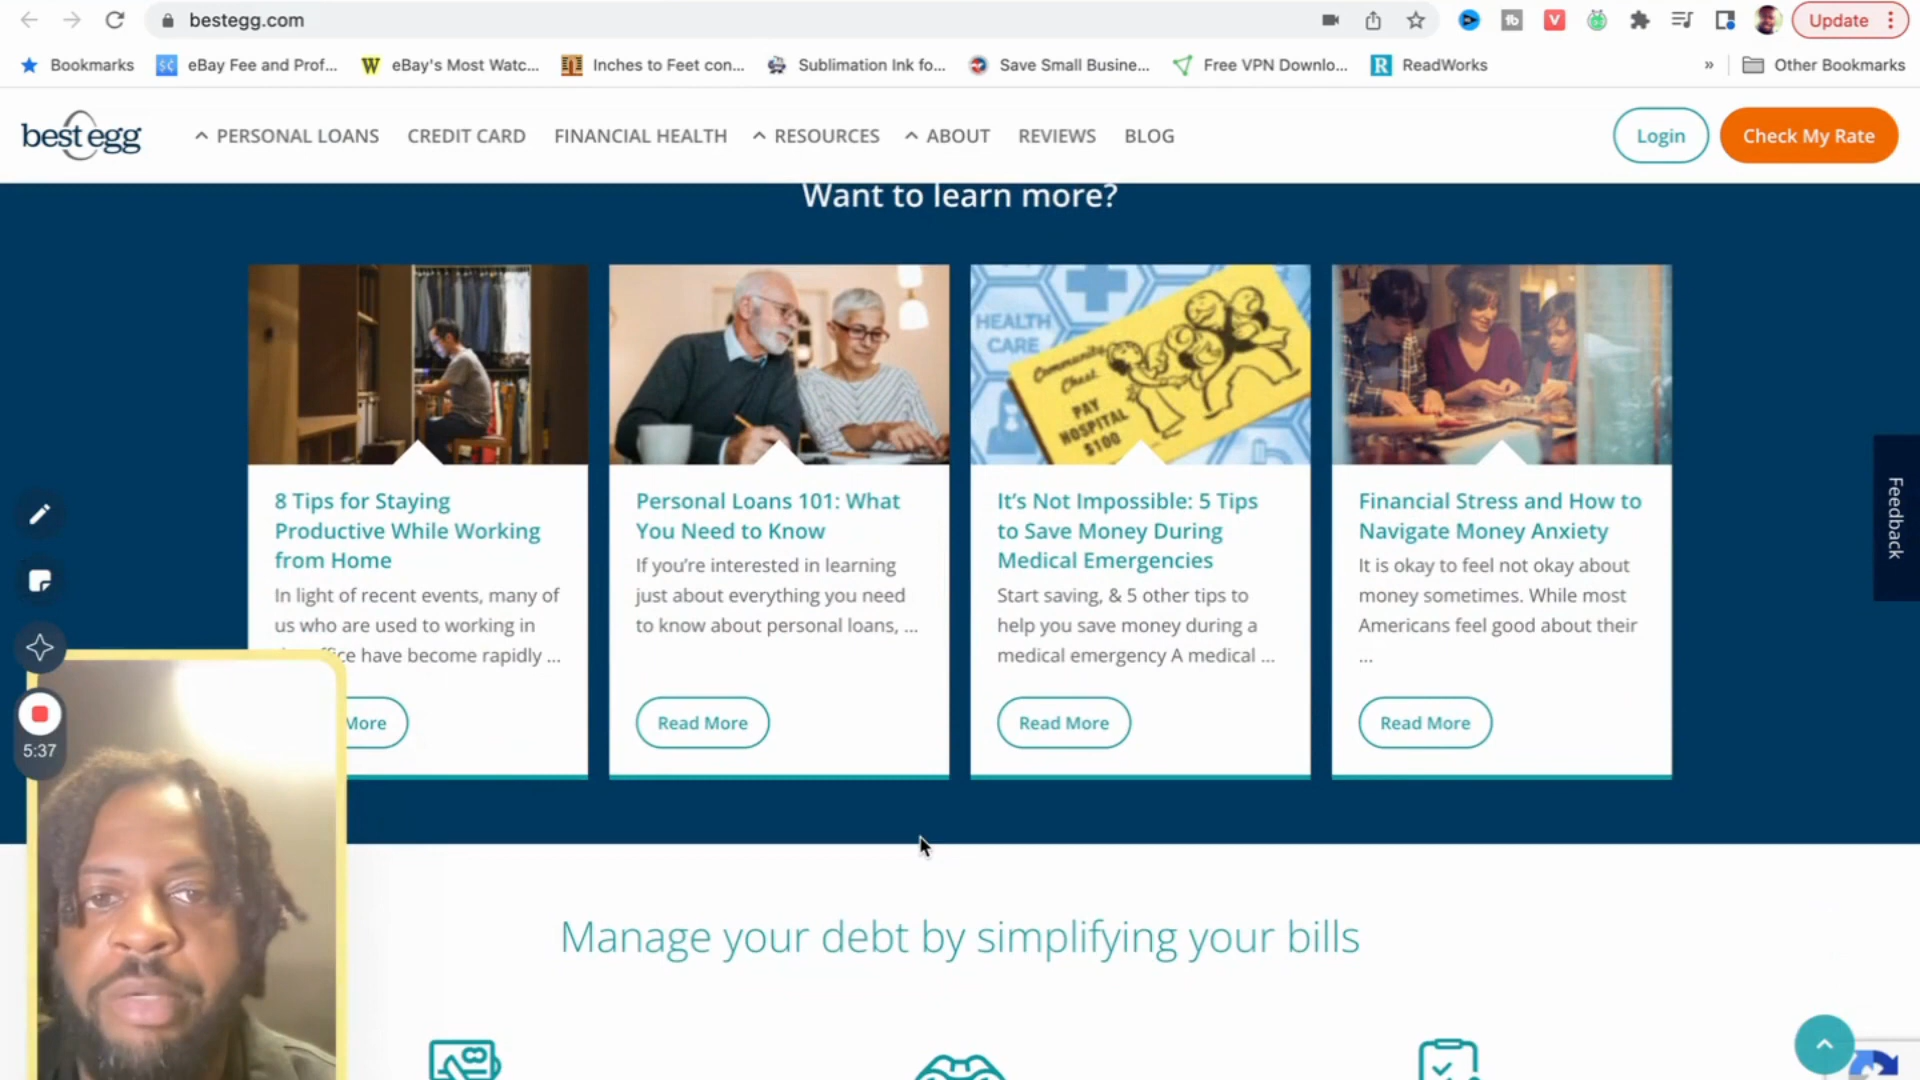 bestegg.com
Update
Bookmarks
eBay Fee and Prof...
eBay's Most Watc...
Inches to Feet con...
Sublimation Ink fo...
Save Small Busine...
Free VPN Downlo...
ReadWorks
Other Bookmarks
best egg
PERSONAL LOANS
CREDIT CARD
FINANCIAL HEALTH
RESOURCES
ABOUT
REVIEWS
BLOG
Login
Check My Rate
Want to learn more?
HEALTH
CARE
Community
Chest
PAY
HOSPITAL
$100
8 Tips for Staying
Productive While Working
from Home
In light of recent events, many of
us who are used to working in
have become rapidly ...
More
Personal Loans 101: What
You Need to Know
If you're interested in learning
just about everything you need
to know about personal loans, ...
Read More
It's Not Impossible: 5 Tips
to Save Money During
Medical Emergencies
Start saving, & 5 other tips to
help you save money during a
medical emergency A medical ...
Read More
Financial Stress and How to
Navigate Money Anxiety
It is okay to feel not okay about
money sometimes. While most
Americans feel good about their
...
Read More
Feedback
5:37
Manage your debt by simplifying your bills